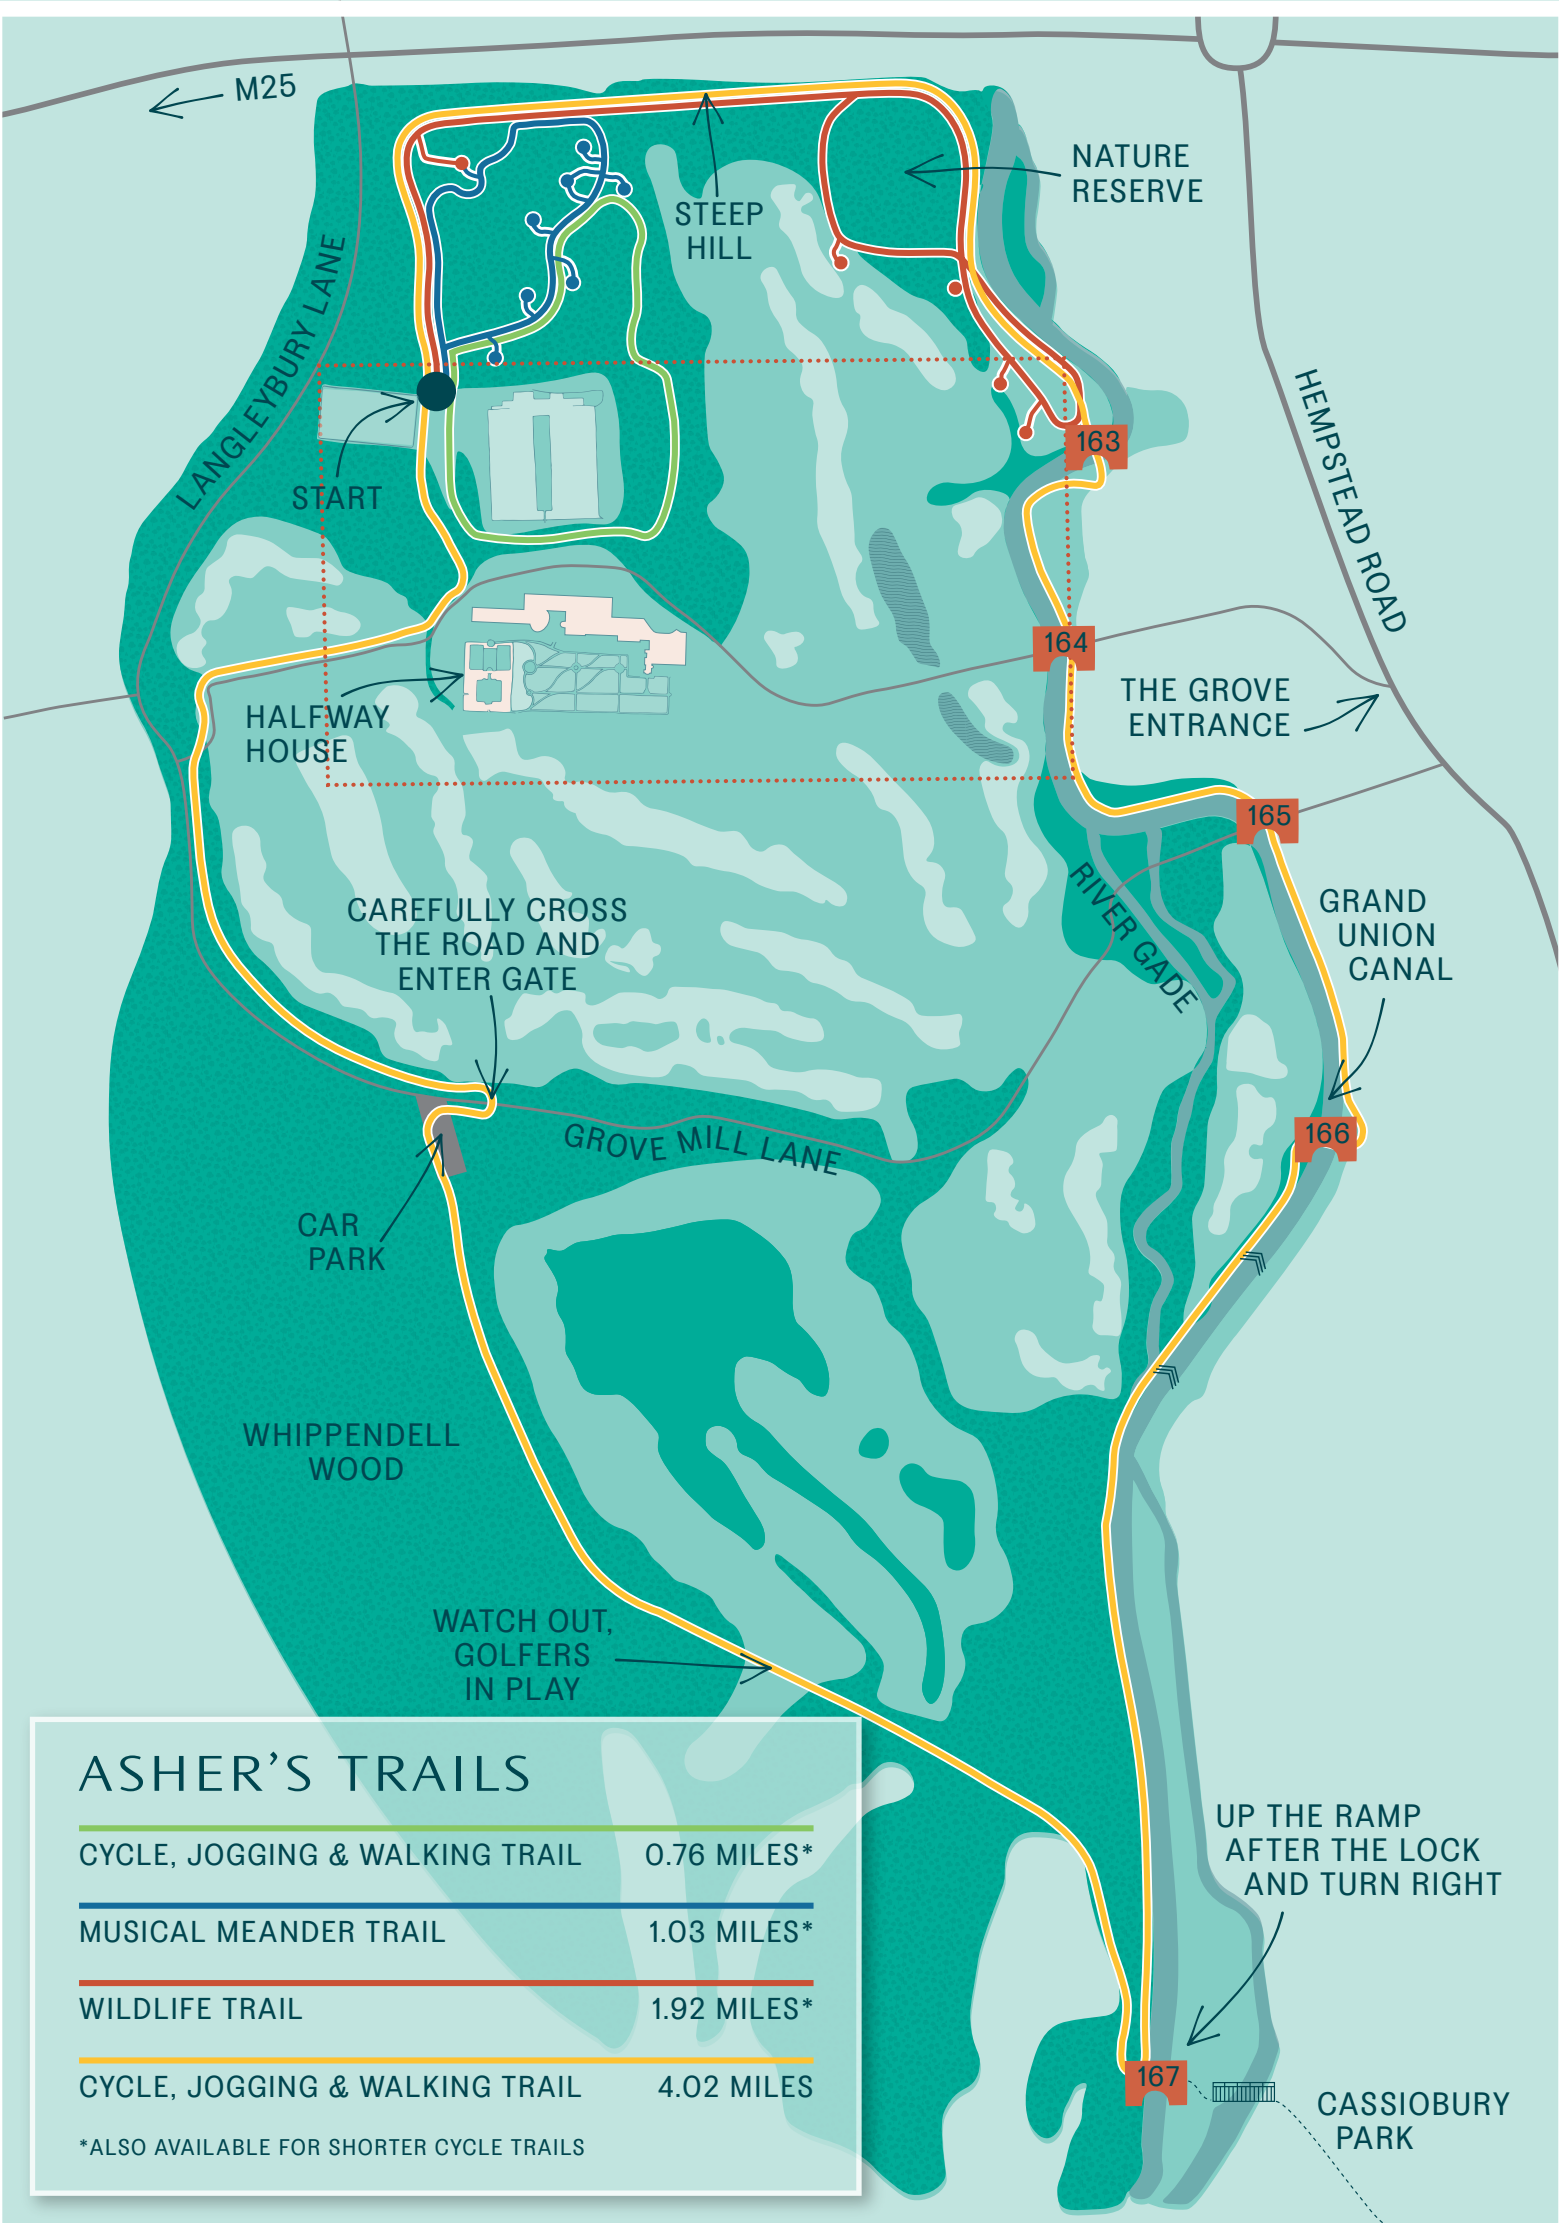 M25
NATURE
RESERVE
STEEP
HILL
LANGLEYBURY LANE
START
163
HEMPSTEAD ROAD
164
THE GROVE
ENTRANCE
HALFWAY
HOUSE
165
RIVER GADE
GRAND
UNION
CANAL
CAREFULLY CROSS
THE ROAD AND
ENTER GATE
166
GROVE MILL LANE
CAR
PARK
WHIPPENDELL
WOOD
WATCH OUT,
GOLFERS
IN PLAY
UP THE RAMP
AFTER THE LOCK
AND TURN RIGHT
167
CASSIOBURY
PARK
ASHER'S TRAILS
CYCLE, JOGGING & WALKING TRAIL 0.76 MILES*
MUSICAL MEANDER TRAIL 1.03 MILES*
WILDLIFE TRAIL 1.92 MILES*
CYCLE, JOGGING & WALKING TRAIL 4.02 MILES
*ALSO AVAILABLE FOR SHORTER CYCLE TRAILS